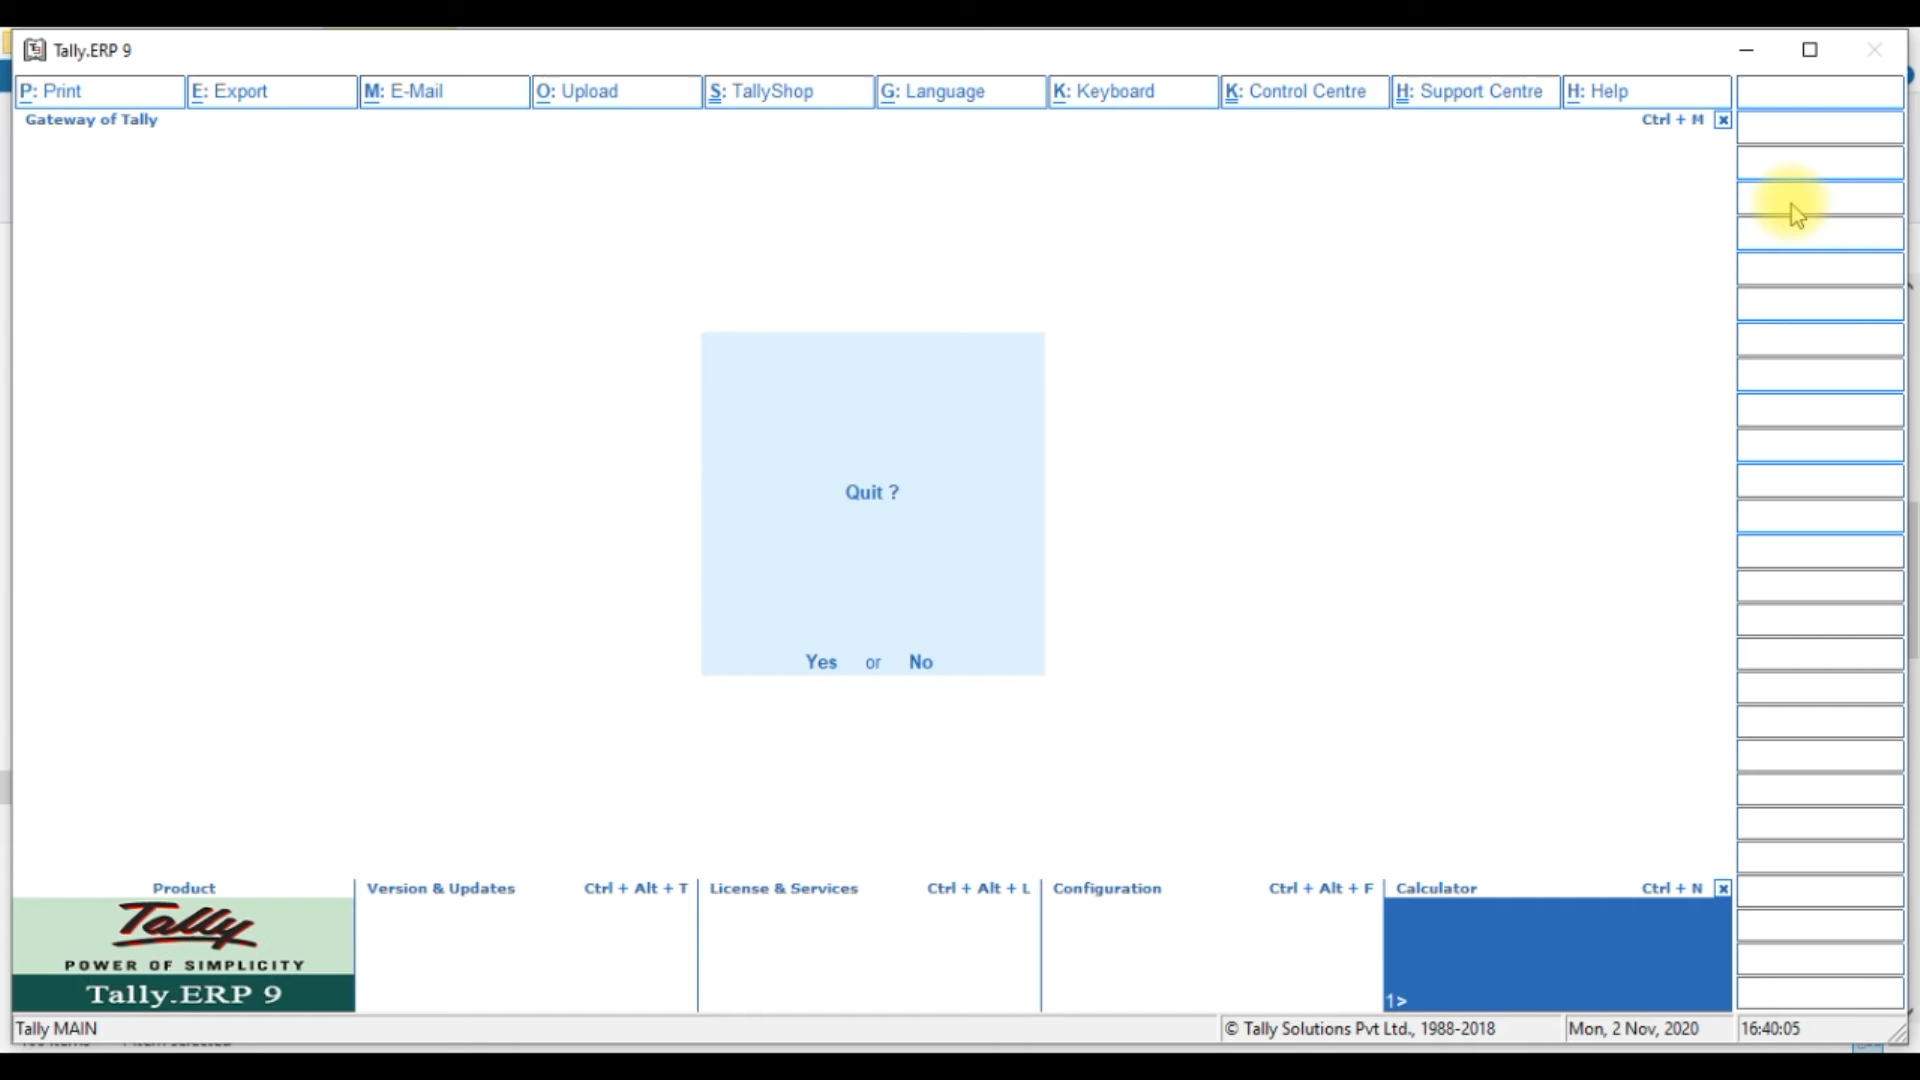 Tally.ERP 9
P: Print E: Export M: E-Mail O: Upload S: TallyShop G: Language K: Keyboard K: Control Centre H: Support Centre H: Help
Gateway of Tally Ctrl + M
Quit ?
Yes or No
Product Version & Updates Ctrl + Alt + T License & Services Ctrl + Alt + L Configuration Ctrl + Alt + F Calculator Ctrl + N
Tally
POWER OF SIMPLICITY
Tally.ERP 9
1>
Tally MAIN © Tally Solutions Pvt Ltd., 1988-2018 Mon, 2 Nov, 2020 16:40:05